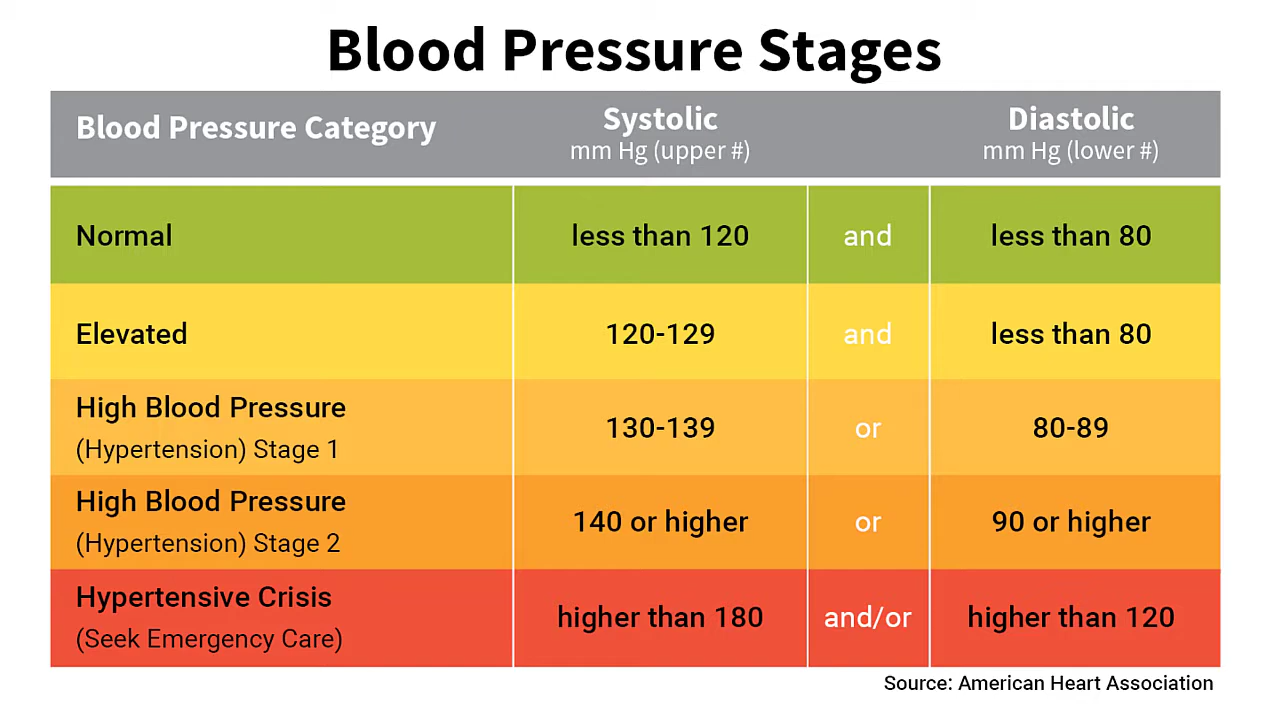 Blood Pressure Stages
Blood Pressure Category
Systolic
mm Hg (upper #)
Diastolic
mm Hg (lower #)
Normal
less than 120
and
less than 80
Elevated
120-129
and
less than 80
High Blood Pressure
(Hypertension) Stage 1
130-139
or
80-89
High Blood Pressure
(Hypertension) Stage 2
140 or higher
or
90 or higher
Hypertensive Crisis
(Seek Emergency Care)
higher than 180
and/or
higher than 120
Source: American Heart Association